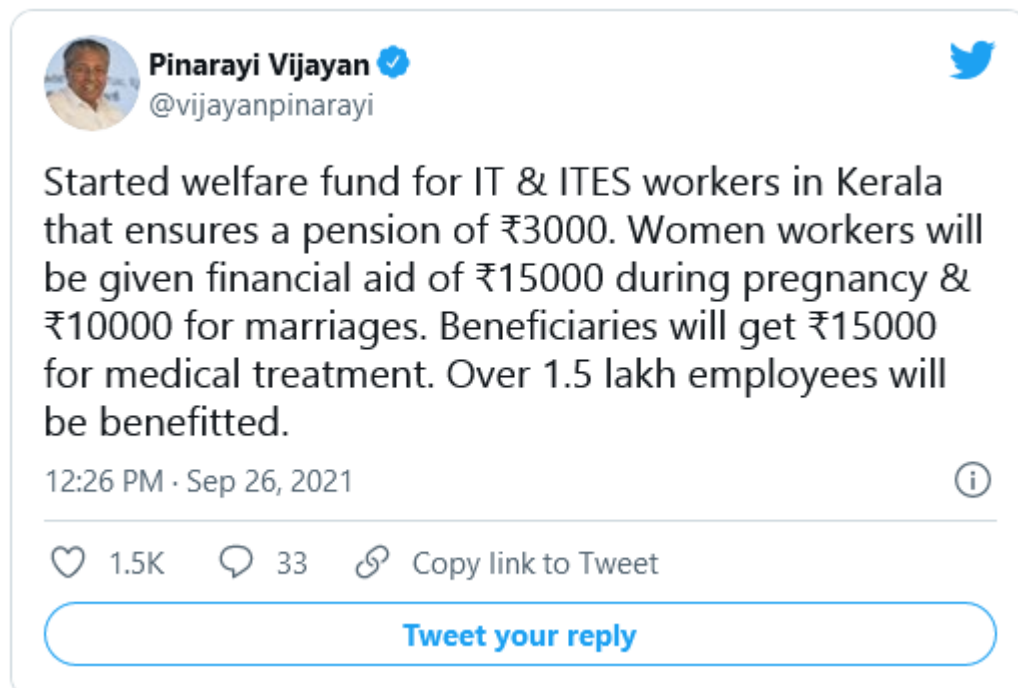 Pinarayi Vijayan
@vijayanpinarayi
Started welfare fund for IT & ITES workers in Kerala
that ensures a pension of ₹3000. Women workers will
be given financial aid of ₹15000 during pregnancy &
₹10000 for marriages. Beneficiaries will get ₹15000
for medical treatment. Over 1.5 lakh employees will
be benefitted.
12:26 PM · Sep 26, 2021
1.5K 33 Copy link to Tweet
Tweet your reply